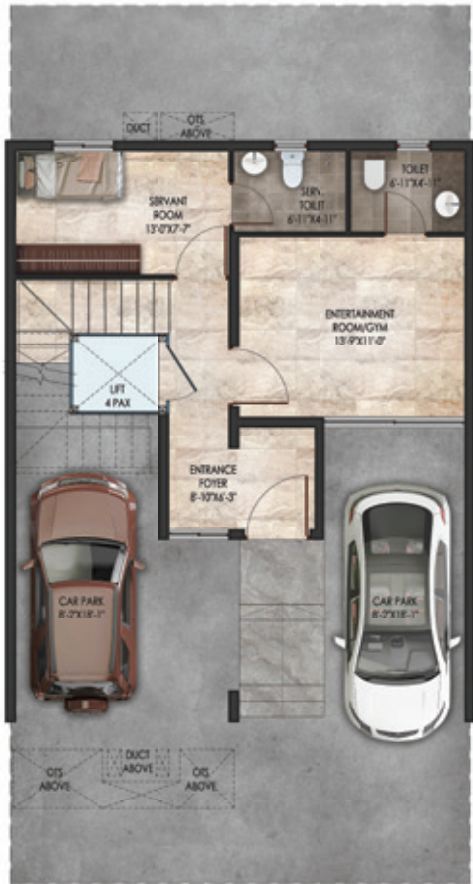 DUCT
OTS
ABOVE
SERVANT
ROOM
13'-0"X7'-7"
SERV.
TOILET
6'-11"X4'-11"
TOILET
6'-11"X4'-11"
ENTERTAINMENT
ROOM/GYM
13'-9"X11'-0"
LIFT
4 PAX
ENTRANCE
FOYER
8'-10"X6'-3"
CAR PARK
8'-2"X18'-1"
CAR PARK
8'-2"X18'-1"
OTS
ABOVE
DUCT
ABOVE
OTS
ABOVE